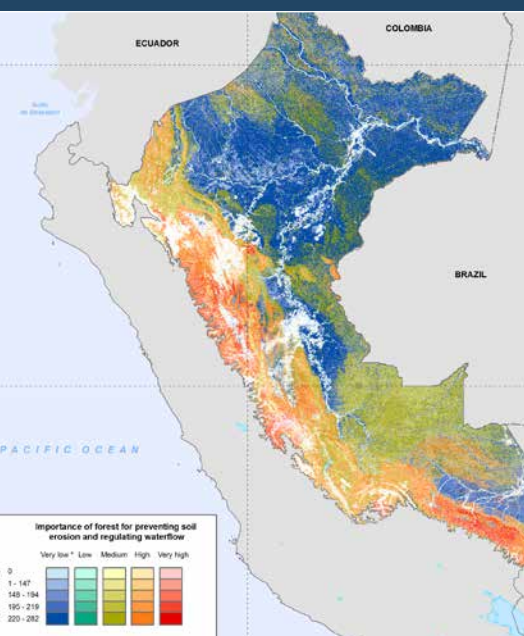 COLOMBIA
ECUADOR
BRAZIL
PACIFIC OCEAN
Importance of forest for preventing soil
erosion and regulating waterflow
Very low * Low Medium High Very high
0
1 - 147
148 - 194
195 - 219
220 - 282